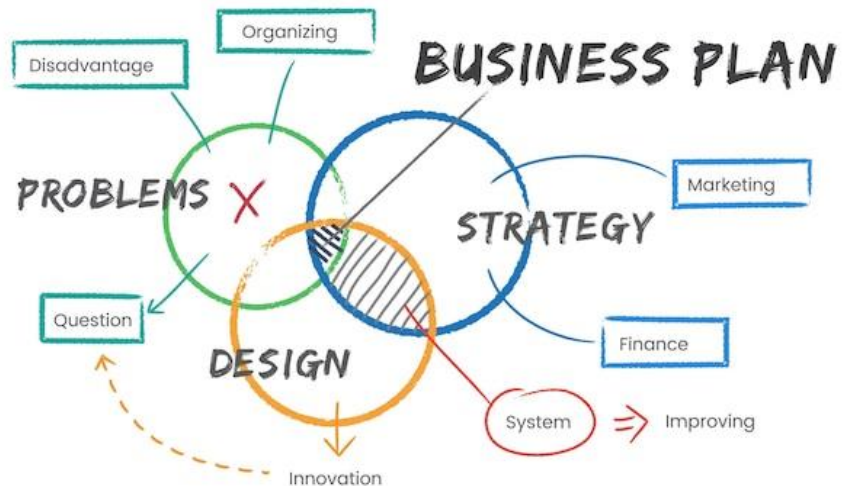 Organizing
Disadvantage
BUSINESS PLAN
PROBLEMS
X
Marketing
STRATEGY
Question
Finance
DESIGN
System
Improving
Innovation